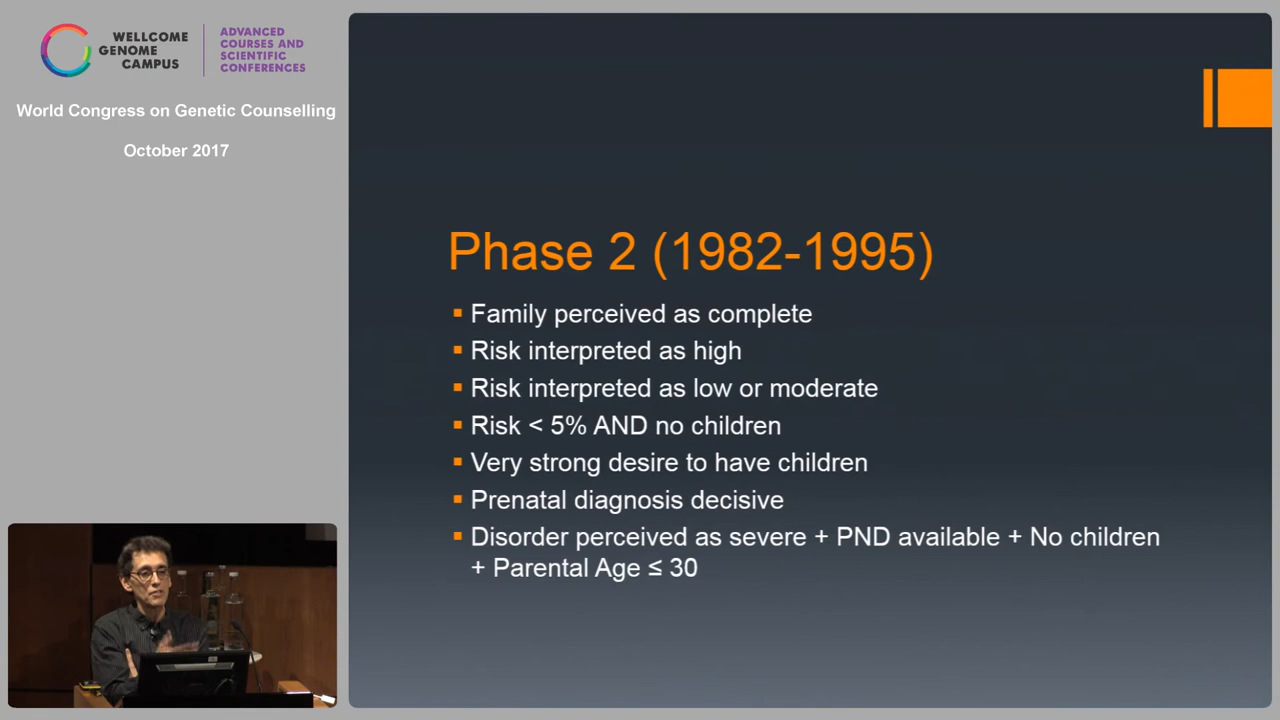 WELLCOME
GENOME
CAMPUS
ADVANCED
COURSES AND
SCIENTIFIC
CONFERENCES
World Congress on Genetic Counselling
October 2017
Phase 2 (1982-1995)
Family perceived as complete
Risk interpreted as high
Risk interpreted as low or moderate
Risk < 5% AND no children
Very strong desire to have children
Prenatal diagnosis decisive
Disorder perceived as severe + PND available + No children
+ Parental Age ≤ 30